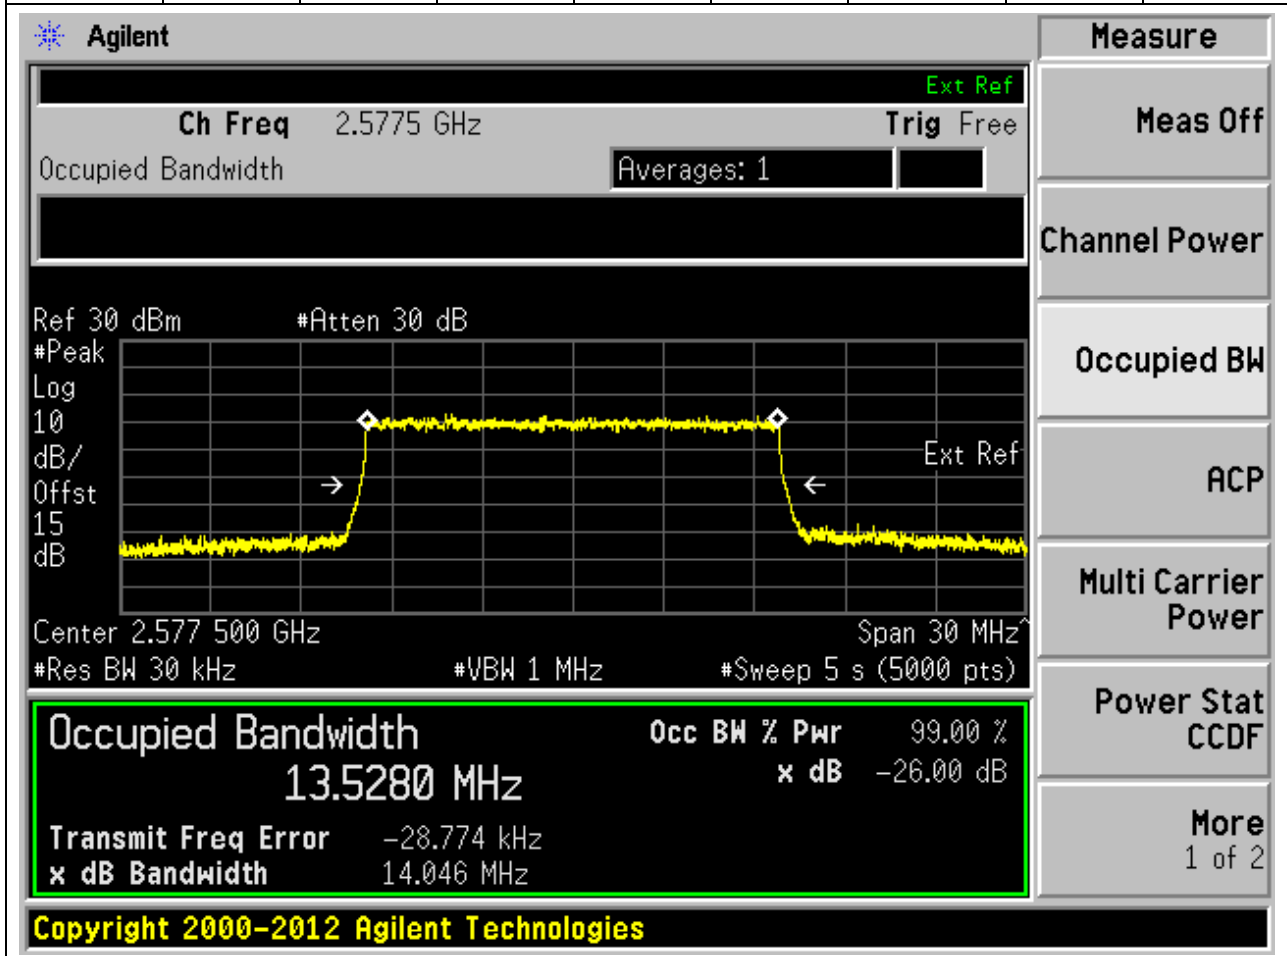 Agilent
Measure
Ext Ref
Ch Freq 2.5775 GHz Trig Free
Meas Off
Occupied Bandwidth Averages: 1
Channel Power
Ref 30 dBm #Atten 30 dB
#Peak
Log
10
dB/
Offst
15
dB
Ext Ref
Occupied BW
ACP
Center 2.577 500 GHz Span 30 MHz^
#Res BW 30 kHz #VBW 1 MHz #Sweep 5 s (5000 pts)
Multi Carrier
Power
Occupied Bandwidth Occ BW % Pwr 99.00 %
13.5280 MHz x dB -26.00 dB
Transmit Freq Error -28.774 kHz
x dB Bandwidth 14.046 MHz
Power Stat
CCDF
More
1 of 2
Copyright 2000-2012 Agilent Technologies